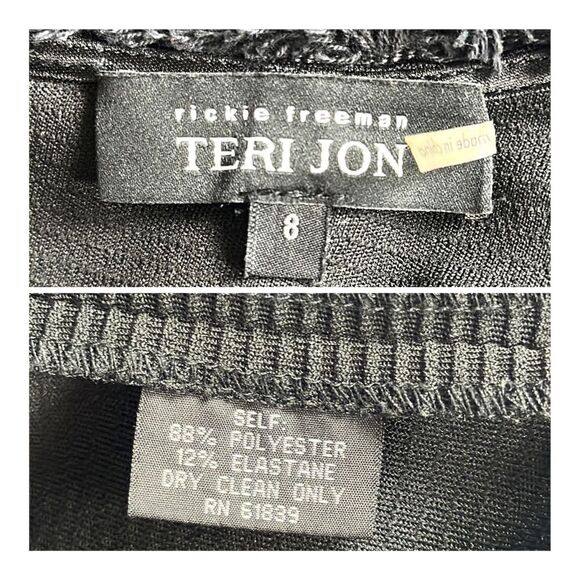 rickie freeman
TERI JON
made in china
8
SELF:
88% POLYESTER
12% ELASTANE
DRY CLEAN ONLY
RN 61839